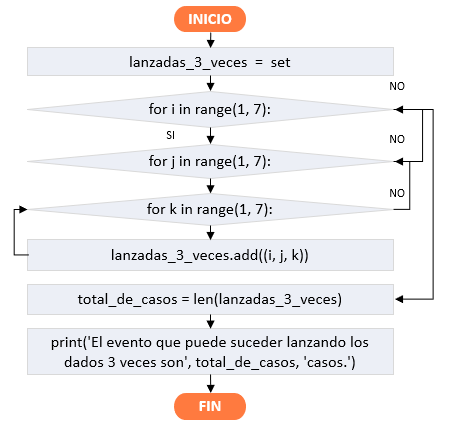 INICIO
lanzadas_3_veces = set
NO
for i in range(1, 7):
SI
NO
for j in range(1, 7):
NO
for k in range(1, 7):
lanzadas_3_veces.add((i, j, k))
total_de_casos = len(lanzadas_3_veces)
print('El evento que puede suceder lanzando los
dados 3 veces son', total_de_casos, 'casos.')
FIN